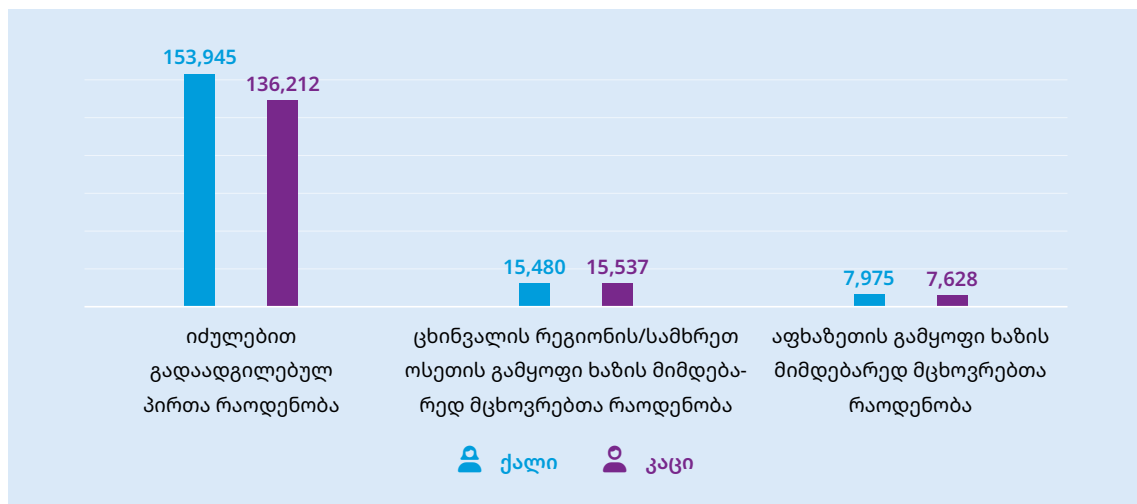 153,945
136,212
15,480
15,537
7,975
7,628
იძულებით
გადაადგილებულ
პირთა რაოდენობა
ცხინვალის რეგიონის/სამხრეთ
ოსეთის გამყოფი ხაზის მიმდება-
რედ მცხოვრებთა რაოდენობა
აფხაზეთის გამყოფი ხაზის
მიმდებარედ მცხოვრებთა
რაოდენობა
ქალი
კაცი